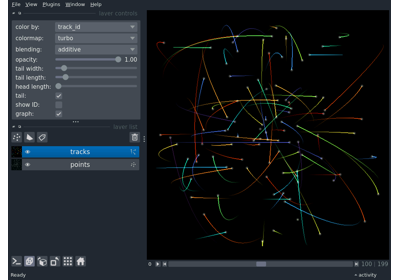 File View Plugins Window Help
layer controls
color by: track_id
colormap: turbo
blending: additive
opacity: 1.00
tail width:
tail length:
head length:
tail:
show ID:
graph:
layer list
tracks
points
0 100 199
Ready activity